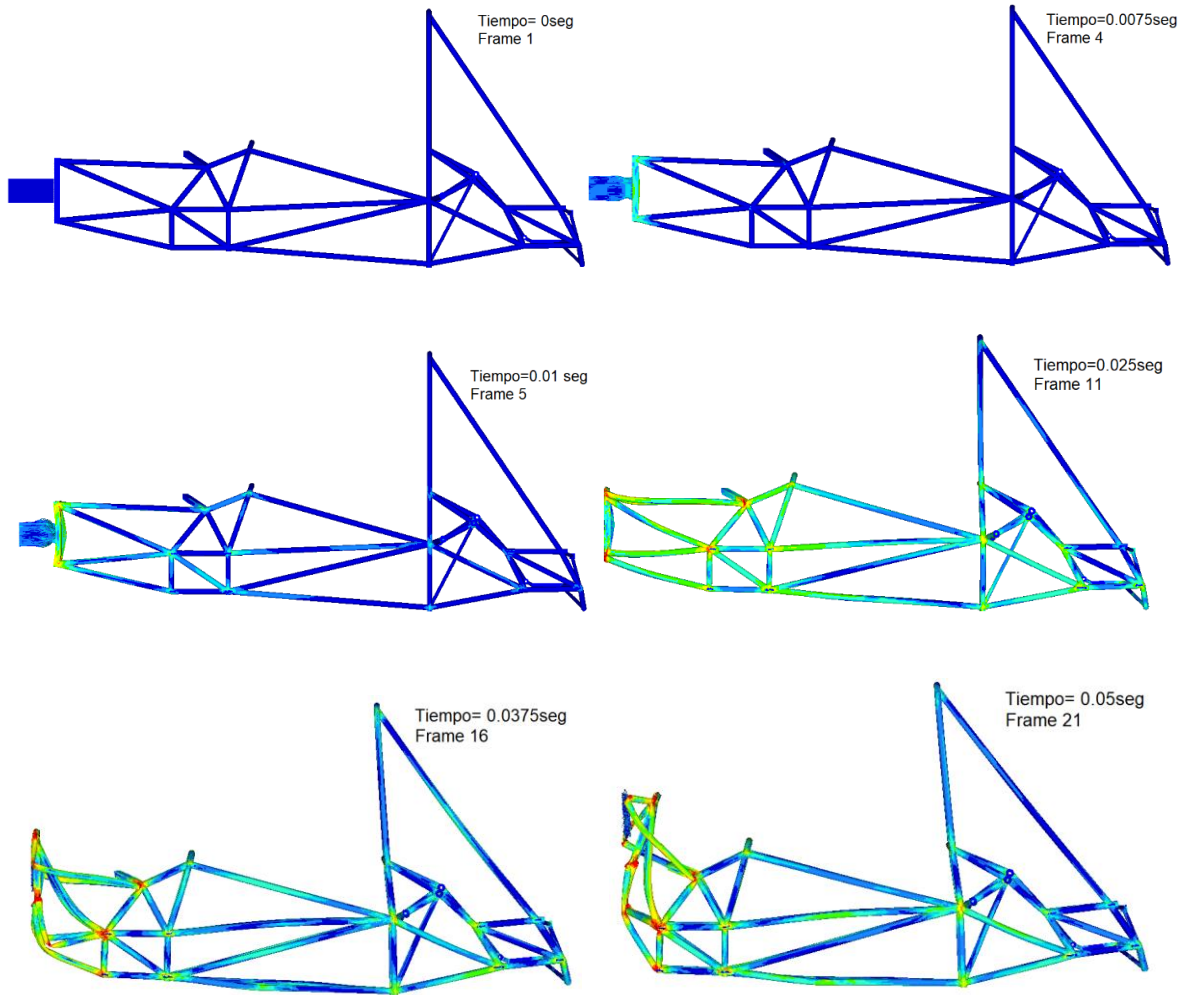 Tiempo= 0seg
Frame 1
Tiempo=0.0075seg
Frame 4
Tiempo=0.01 seg
Frame 5
Tiempo=0.025seg
Frame 11
Tiempo= 0.0375seg
Frame 16
Tiempo= 0.05seg
Frame 21